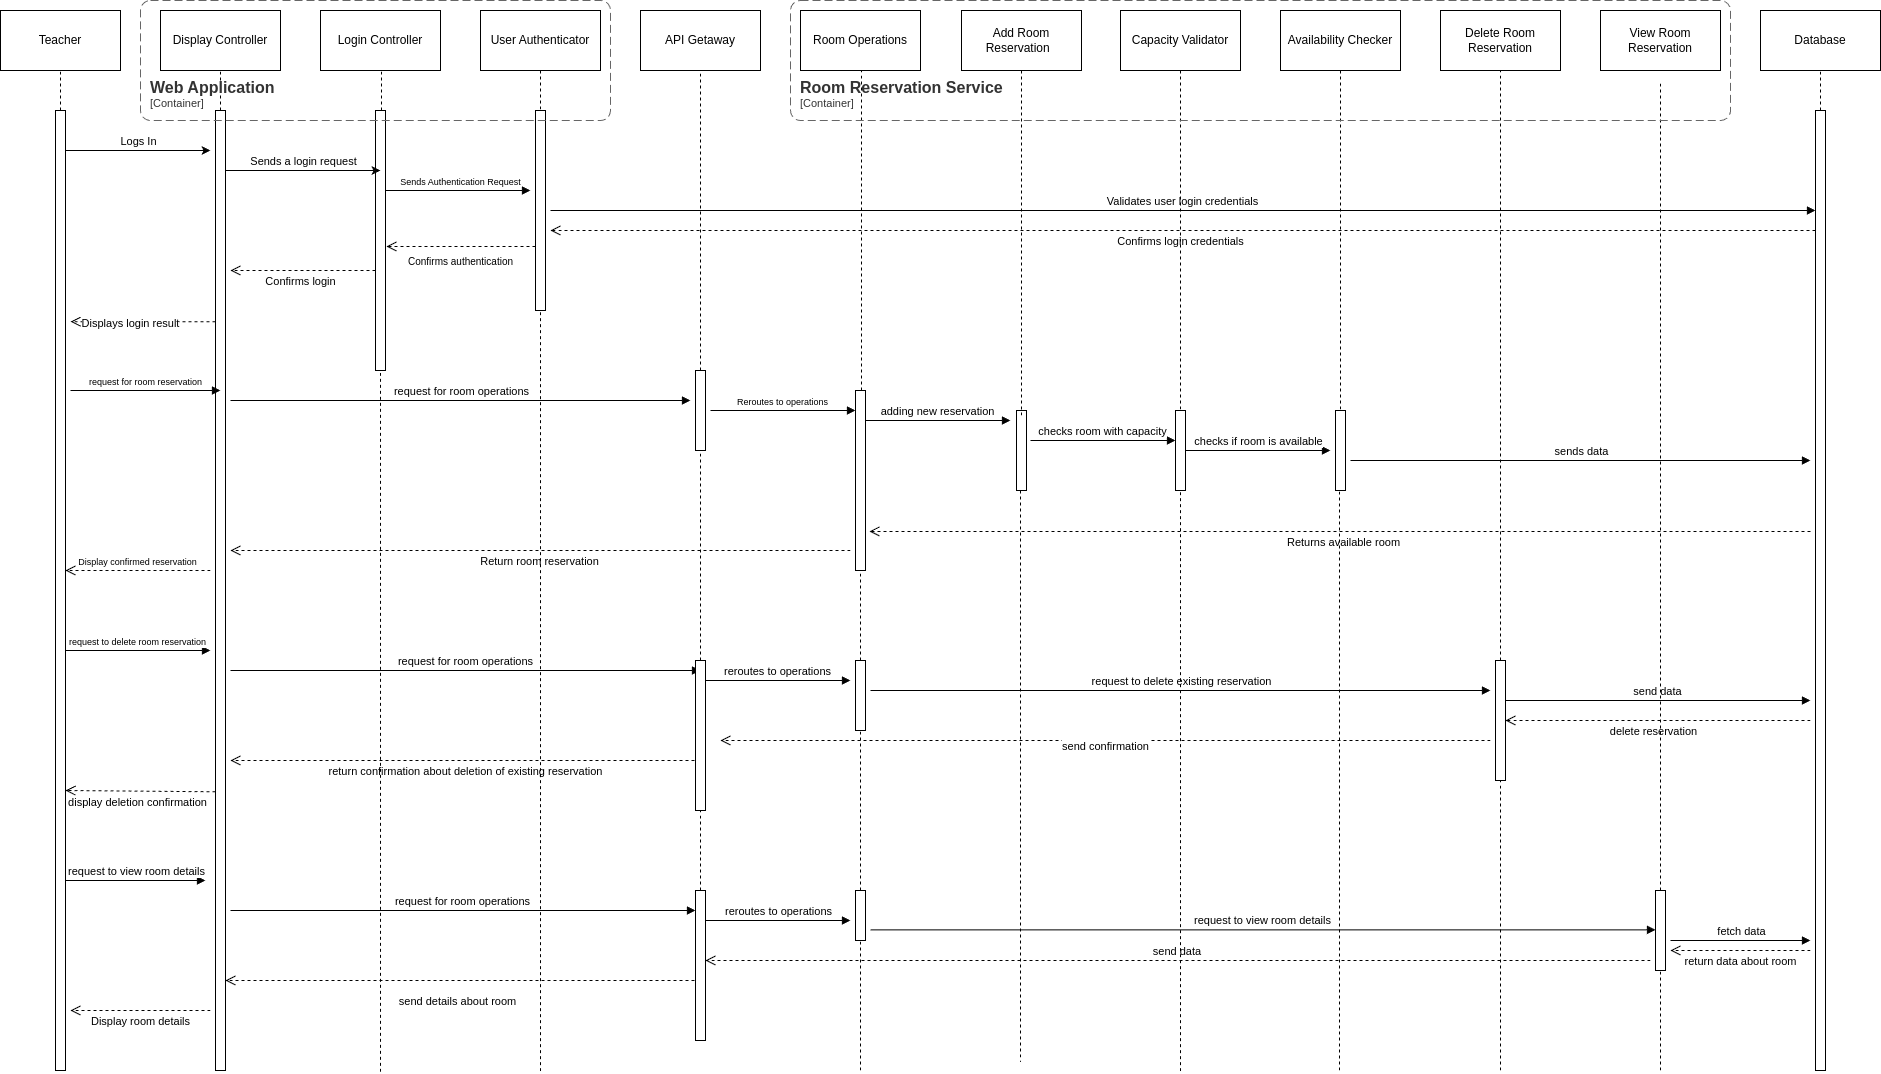 Teacher
Display Controller
Login Controller
User Authenticator
API Getaway
Room Operations
Add Room
Reservation
Capacity Validator
Availability Checker
Delete Room
Reservation
View Room
Reservation
Database
Web Application
[Container]
Room Reservation Service
[Container]
Logs In
Sends a login request
Sends Authentication Request
Validates user login credentials
Confirms login credentials
Confirms authentication
Confirms login
Displays login result
request for room reservation
request for room operations
Reroutes to operations
adding new reservation
checks room with capacity
checks if room is available
sends data
Returns available room
Return room reservation
Display confirmed reservation
request to delete room reservation
request for room operations
reroutes to operations
request to delete existing reservation
send data
delete reservation
send confirmation
return confirmation about deletion of existing reservation
display deletion confirmation
request to view room details
request for room operations
reroutes to operations
request to view room details
fetch data
send data
return data about room
send details about room
Display room details